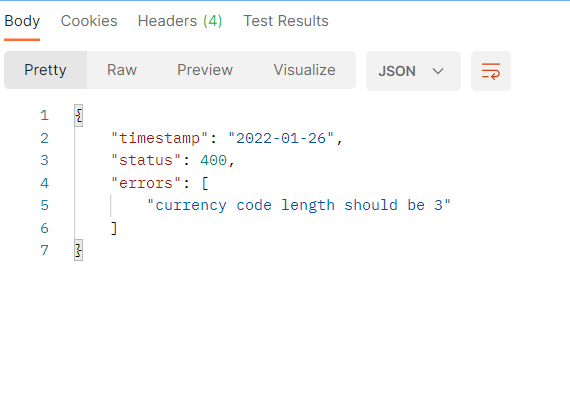 Body Cookies Headers (4) Test Results
Pretty Raw Preview Visualize JSON
1 {
2 "timestamp": "2022-01-26",
3 "status": 400,
4 "errors": [
5 "currency code length should be 3"
6 ]
7 }